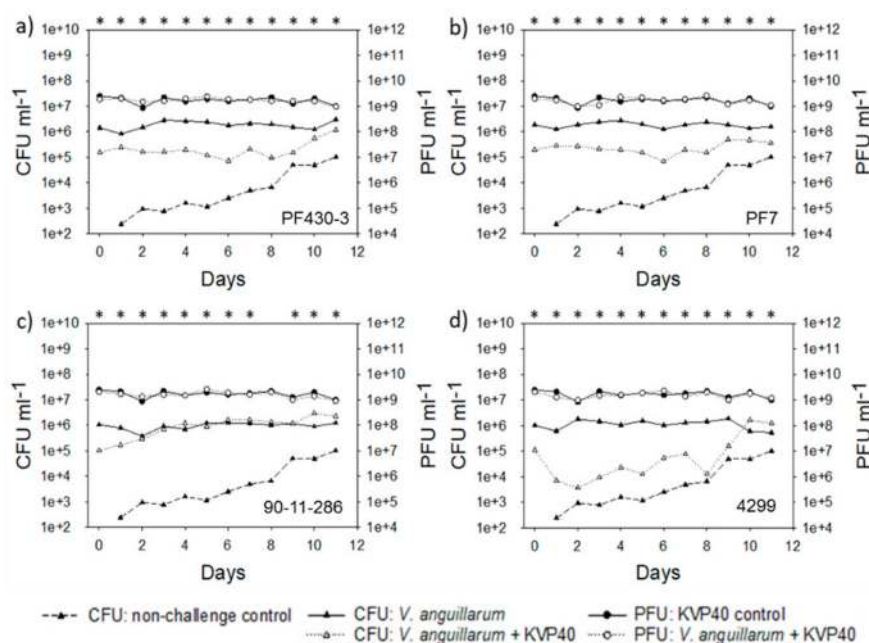 a) * * * * * * * * * * * *
b) * * * * * * * * * * * *
1e+10 1e+12 1e+10 1e+12
1e+9 1e+11 1e+9 1e+11
1e+8 1e+10 1e+8 1e+10
1e+7 1e+9 1e+7 1e+9
1e+6 1e+8 1e+6 1e+8
1e+5 1e+7 1e+5 1e+7
1e+4 1e+6 1e+4 1e+6
1e+3 1e+5 1e+3 1e+5
1e+2 1e+4 1e+2 1e+4
CFU ml-1 PFU ml-1 CFU ml-1 PFU ml-1
PF430-3 PF7
0 2 4 6 8 10 12 0 2 4 6 8 10 12
Days Days
c) * * * * * * * * * * *
d) * * * * * * * * * * * *
1e+10 1e+12 1e+10 1e+12
1e+9 1e+11 1e+9 1e+11
1e+8 1e+10 1e+8 1e+10
1e+7 1e+9 1e+7 1e+9
1e+6 1e+8 1e+6 1e+8
1e+5 1e+7 1e+5 1e+7
1e+4 1e+6 1e+4 1e+6
1e+3 1e+5 1e+3 1e+5
1e+2 1e+4 1e+2 1e+4
CFU ml-1 PFU ml-1 CFU ml-1 PFU ml-1
90-11-286 4299
0 2 4 6 8 10 12 0 2 4 6 8 10 12
Days Days
CFU: non-challenge control CFU: V. anguillarum PFU: KVP40 control
CFU: V. anguillarum + KVP40 PFU: V. anguillarum + KVP40